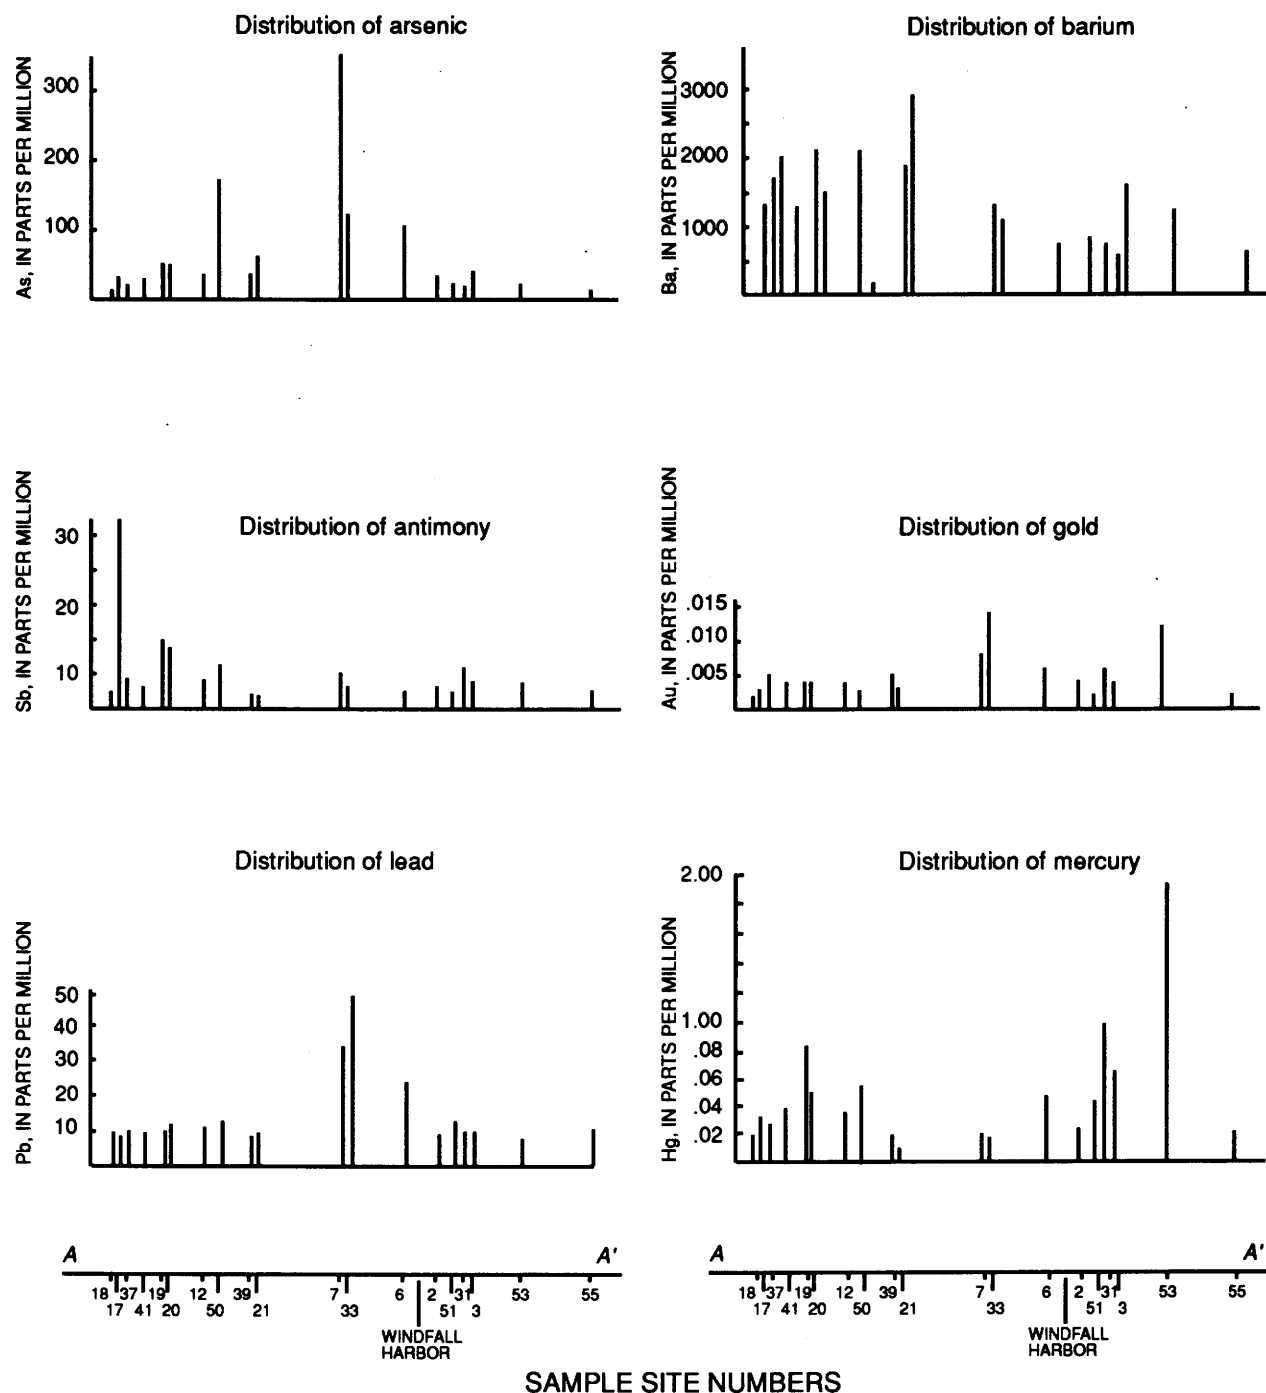 Distribution of arsenic
As, IN PARTS PER MILLION
300
200
100
Distribution of barium
Ba, IN PARTS PER MILLION
3000
2000
1000
Distribution of antimony
Sb, IN PARTS PER MILLION
30
20
10
Distribution of gold
Au, IN PARTS PER MILLION
.015
.010
.005
Distribution of lead
Pb, IN PARTS PER MILLION
50
40
30
20
10
Distribution of mercury
Hg, IN PARTS PER MILLION
2.00
1.00
.08
.06
.04
.02
A A'
18 37 19 12 39 7 6 2 31 53 55
17 41 20 50 21 33 51 3
WINDFALL
HARBOR
A A'
18 37 19 12 39 7 6 2 31 53 55
17 41 20 50 21 33 51 3
WINDFALL
HARBOR
SAMPLE SITE NUMBERS